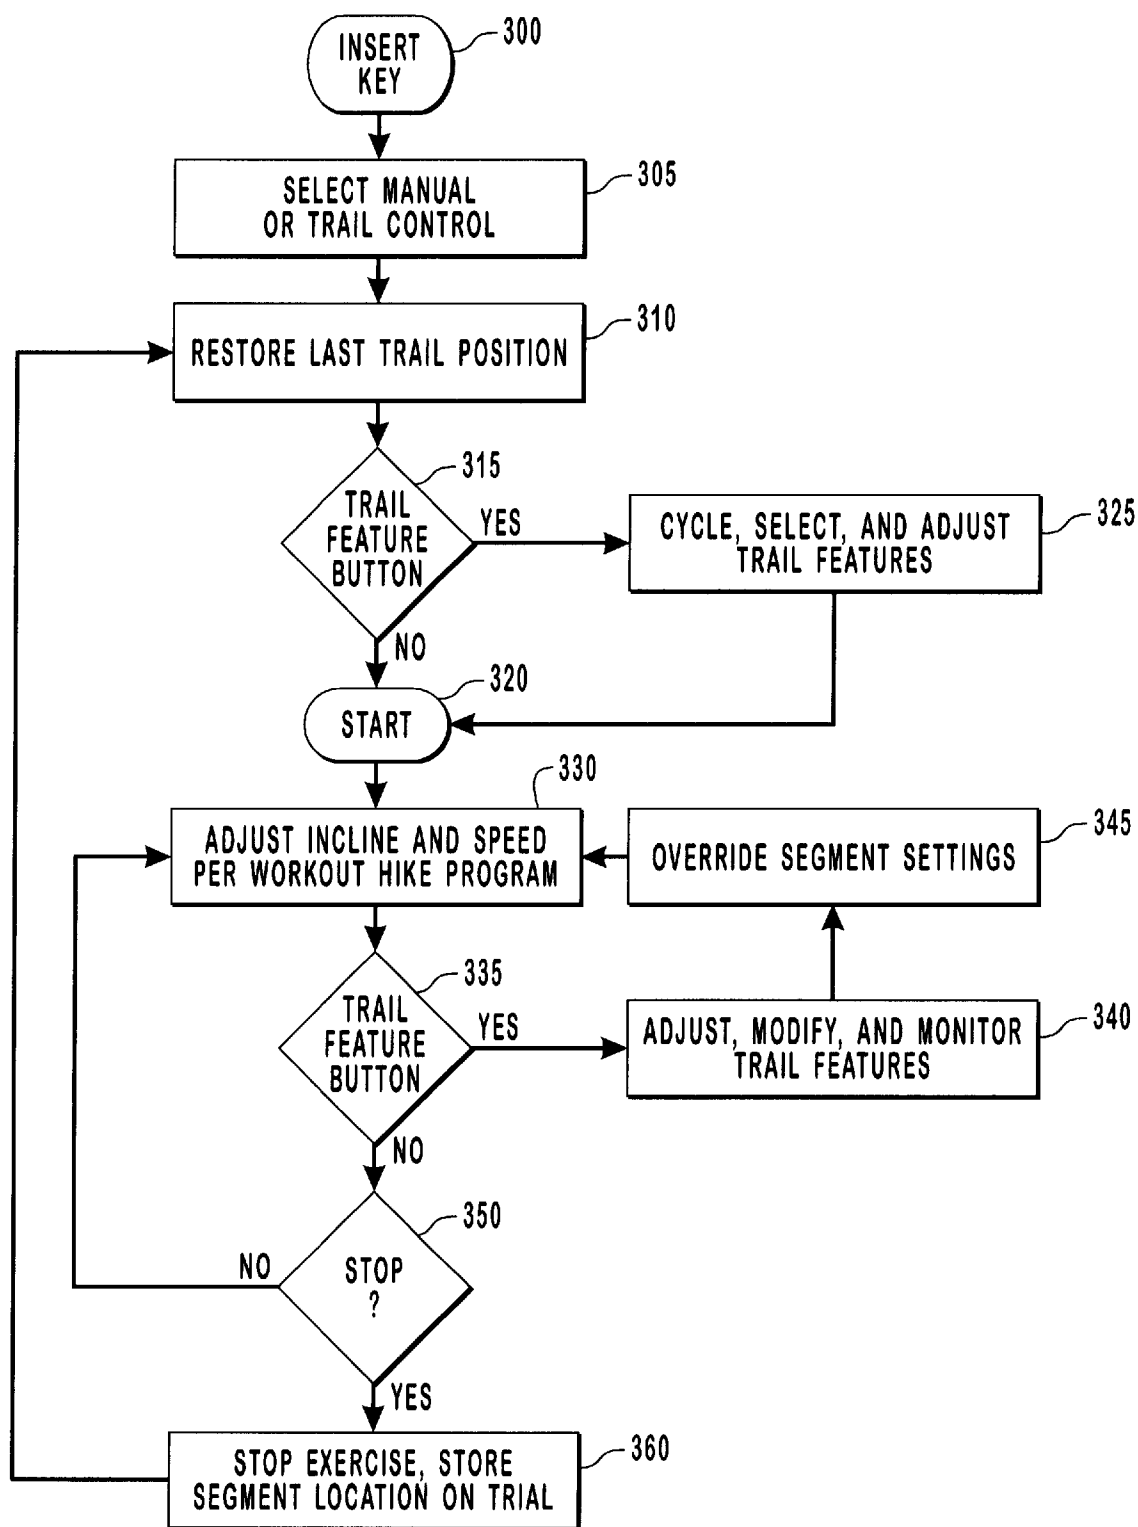 INSERT
KEY
300
SELECT MANUAL
OR TRAIL CONTROL
305
RESTORE LAST TRAIL POSITION
310
TRAIL
FEATURE
BUTTON
315
YES
NO
CYCLE, SELECT, AND ADJUST
TRAIL FEATURES
325
START
320
ADJUST INCLINE AND SPEED
PER WORKOUT HIKE PROGRAM
330
OVERRIDE SEGMENT SETTINGS
345
TRAIL
FEATURE
BUTTON
335
YES
NO
ADJUST, MODIFY, AND MONITOR
TRAIL FEATURES
340
STOP
?
350
NO
YES
STOP EXERCISE, STORE
SEGMENT LOCATION ON TRIAL
360